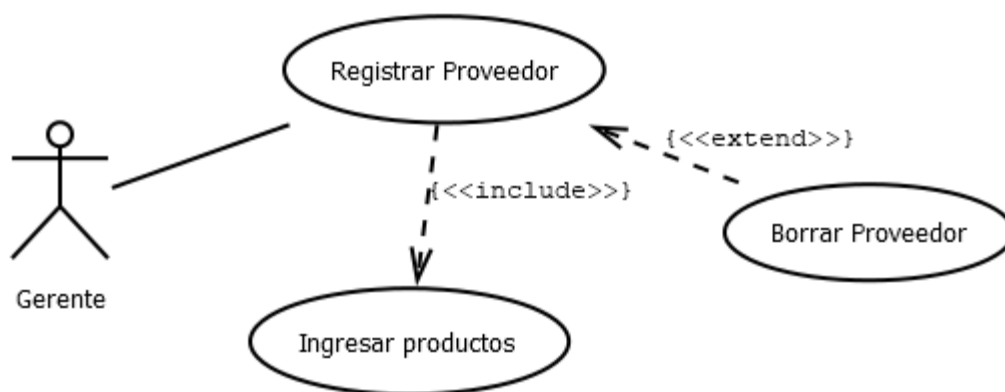 Registrar Proveedor
{<<extend>>}
{<<include>>}
Borrar Proveedor
Gerente
Ingresar productos